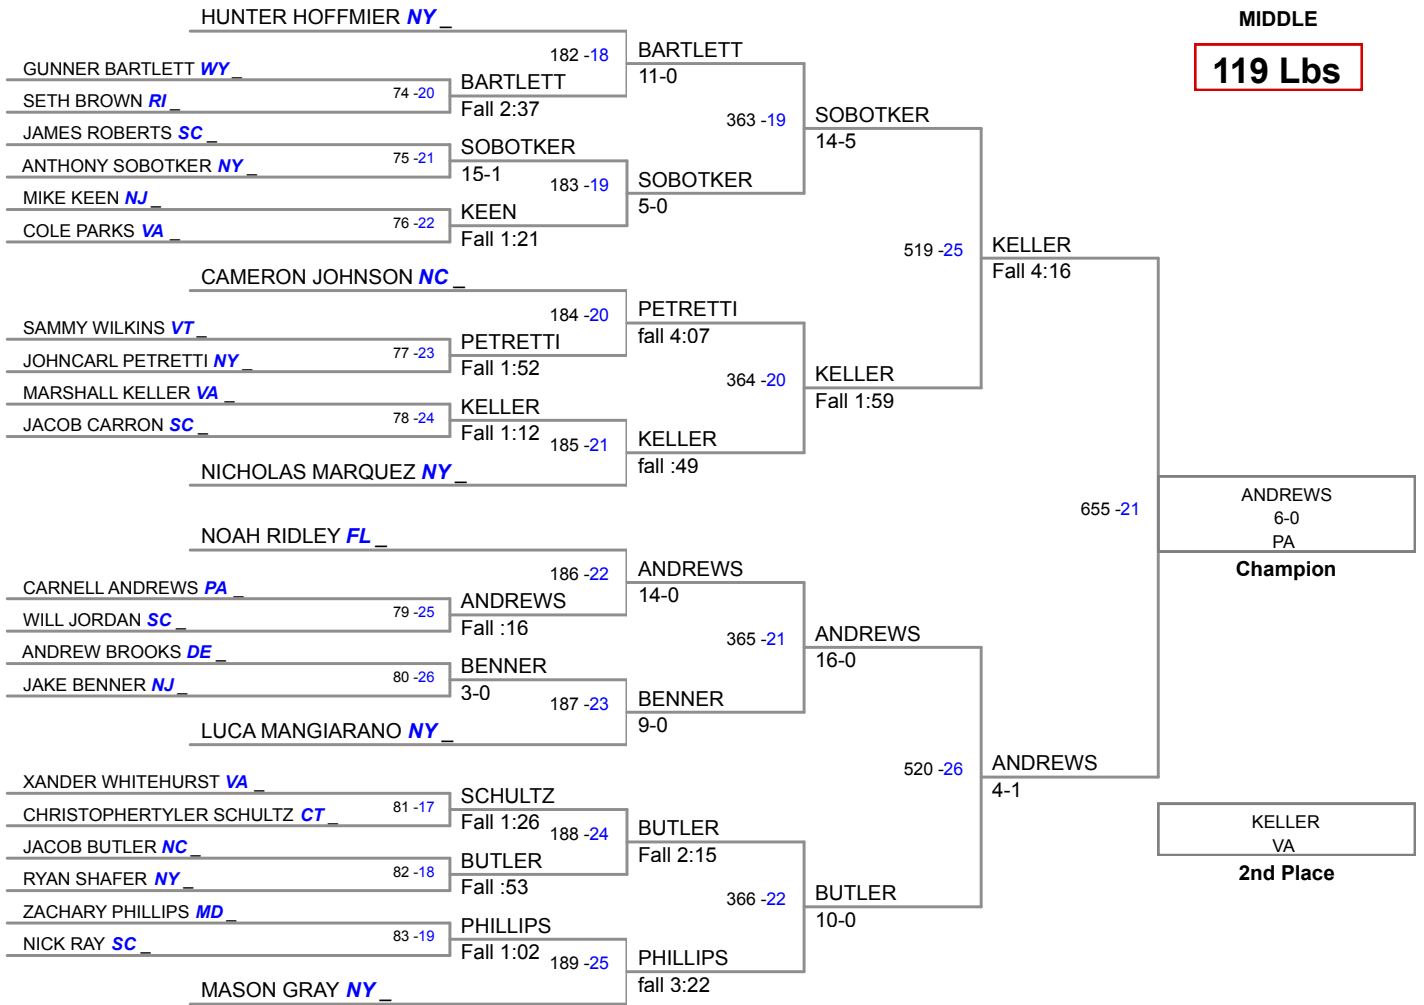 HUNTER HOFFMIER NY _
MIDDLE
119 Lbs
182 -18
BARTLETT
11-0
GUNNER BARTLETT WY _
SETH BROWN RI _
74 -20
BARTLETT
Fall 2:37
JAMES ROBERTS SC _
ANTHONY SOBOTKER NY _
75 -21
SOBOTKER
15-1
363 -19
SOBOTKER
14-5
183 -19
SOBOTKER
5-0
MIKE KEEN NJ _
COLE PARKS VA _
76 -22
KEEN
Fall 1:21
519 -25
KELLER
Fall 4:16
CAMERON JOHNSON NC _
184 -20
PETRETTI
fall 4:07
SAMMY WILKINS VT _
JOHNCARL PETRETTI NY _
77 -23
PETRETTI
Fall 1:52
364 -20
KELLER
Fall 1:59
MARSHALL KELLER VA _
JACOB CARRON SC _
78 -24
KELLER
Fall 1:12
185 -21
KELLER
fall :49
NICHOLAS MARQUEZ NY _
655 -21
ANDREWS
6-0
PA
Champion
NOAH RIDLEY FL _
186 -22
ANDREWS
14-0
CARNELL ANDREWS PA _
WILL JORDAN SC _
79 -25
ANDREWS
Fall :16
365 -21
ANDREWS
16-0
ANDREW BROOKS DE _
JAKE BENNER NJ _
80 -26
BENNER
3-0
187 -23
BENNER
9-0
LUCA MANGIARANO NY _
520 -26
ANDREWS
4-1
XANDER WHITEHURST VA _
CHRISTOPHERTYLER SCHULTZ CT _
81 -17
SCHULTZ
Fall 1:26
188 -24
BUTLER
Fall 2:15
JACOB BUTLER NC _
RYAN SHAFER NY _
82 -18
BUTLER
Fall :53
KELLER
VA
2nd Place
366 -22
BUTLER
10-0
ZACHARY PHILLIPS MD _
NICK RAY SC _
83 -19
PHILLIPS
Fall 1:02
189 -25
PHILLIPS
fall 3:22
MASON GRAY NY _